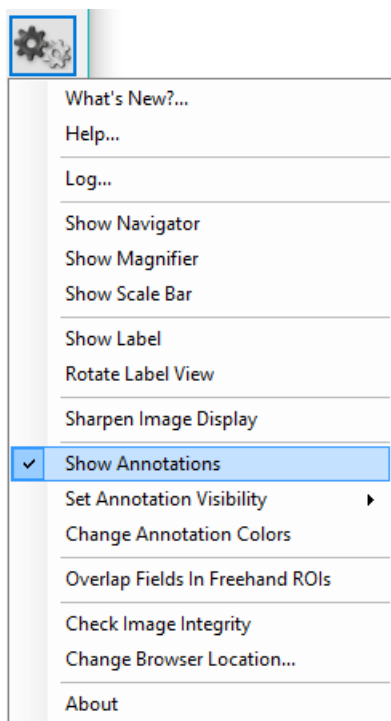 What's New?...
Help...
Log...
Show Navigator
Show Magnifier
Show Scale Bar
Show Label
Rotate Label View
Sharpen Image Display
Show Annotations
Set Annotation Visibility
Change Annotation Colors
Overlap Fields In Freehand ROIs
Check Image Integrity
Change Browser Location...
About